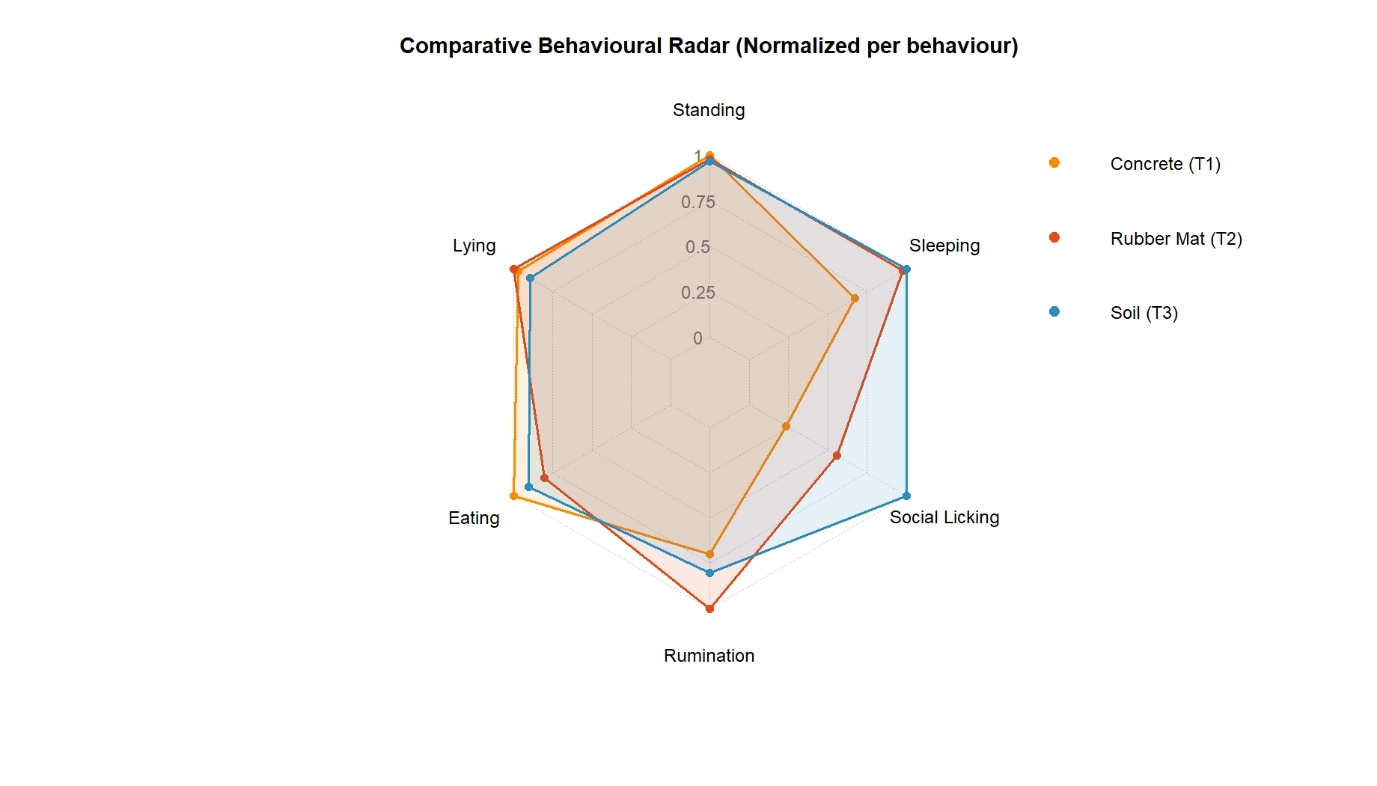 Comparative Behavioural Radar (Normalized per behaviour)
Standing
1
0.75
0.5
0.25
0
Lying
Sleeping
Eating
Social Licking
Rumination
Concrete (T1)
Rubber Mat (T2)
Soil (T3)